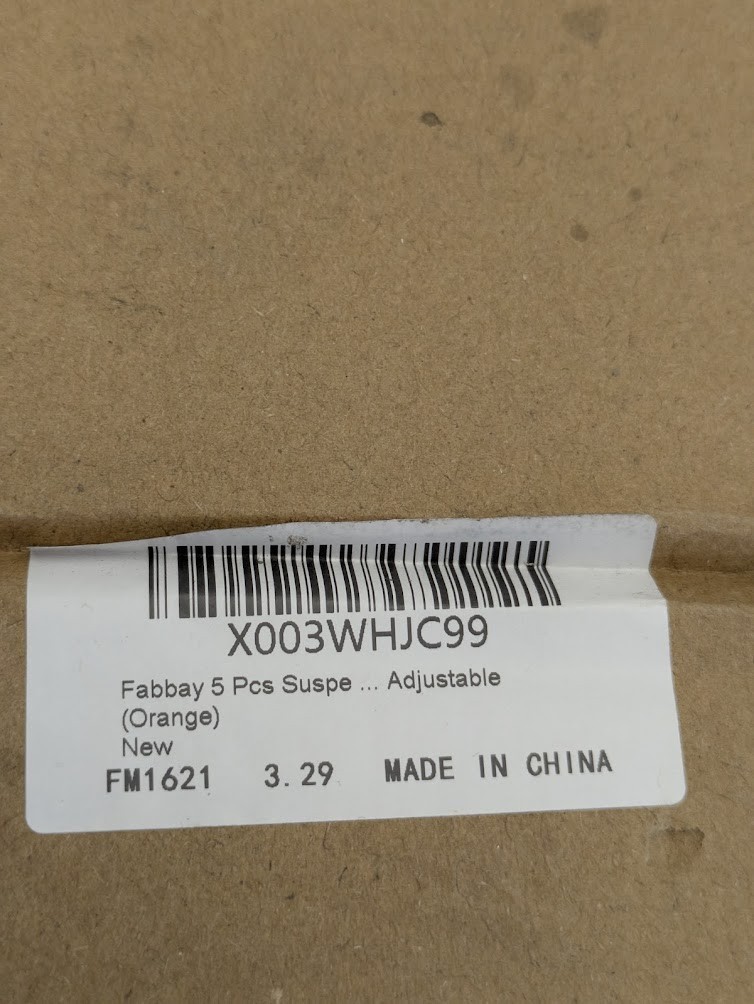 X003WHJC99
Fabbay 5 Pcs Suspe ... Adjustable
(Orange)
New
FM1621 3.29 MADE IN CHINA